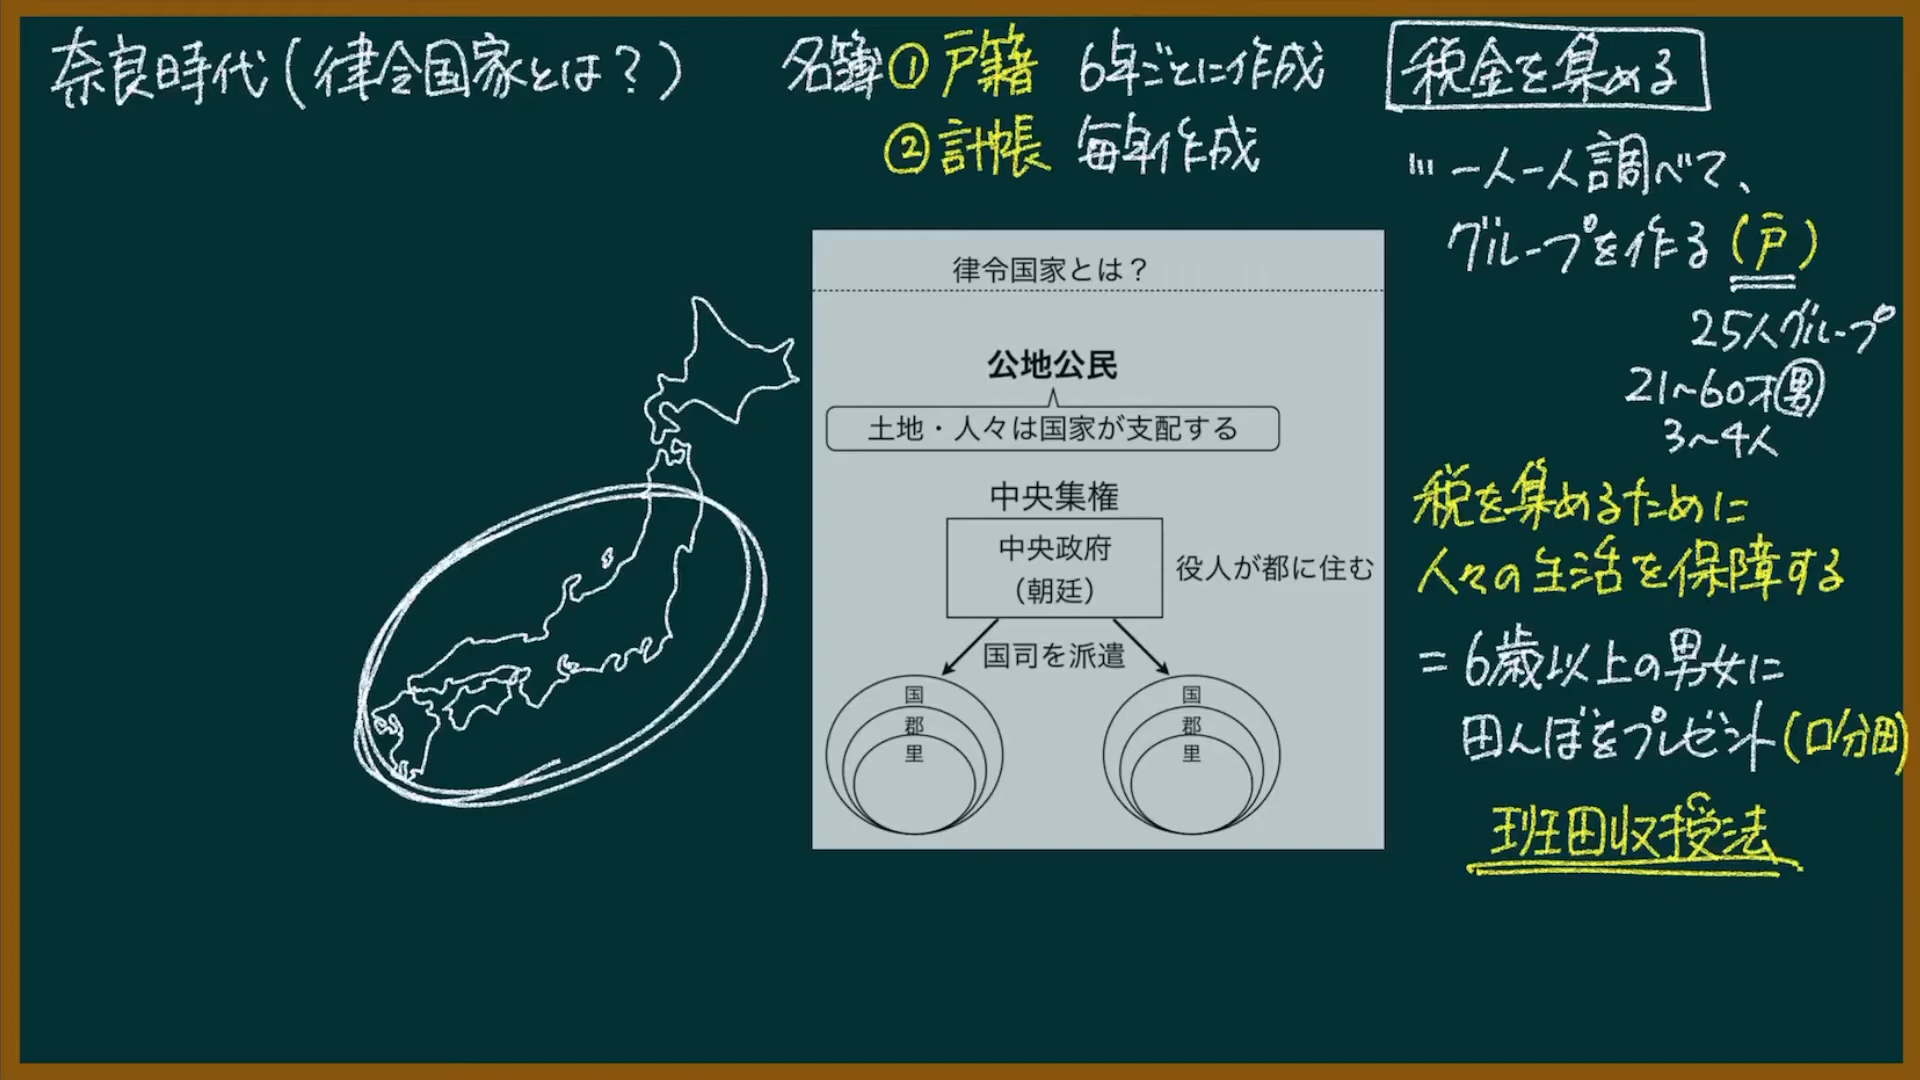 奈良時代(律令国家とは？)
名簿①戸籍 6年ごとに作成
②計帳 毎年作成
律令国家とは？
公地公民
土地・人々は国家が支配する
中央集権
中央政府
（朝廷）
役人が都に住む
国司を派遣
国
郡
里
国
郡
里
税金を集める
一人一人調べて、
グループを作る(戸)
25人グループ
21~60才男
3~4人
税を集めるために
人々の生活を保障する
=6歳以上の男女に
田んぼをプレゼント(口分田)
班田収授法